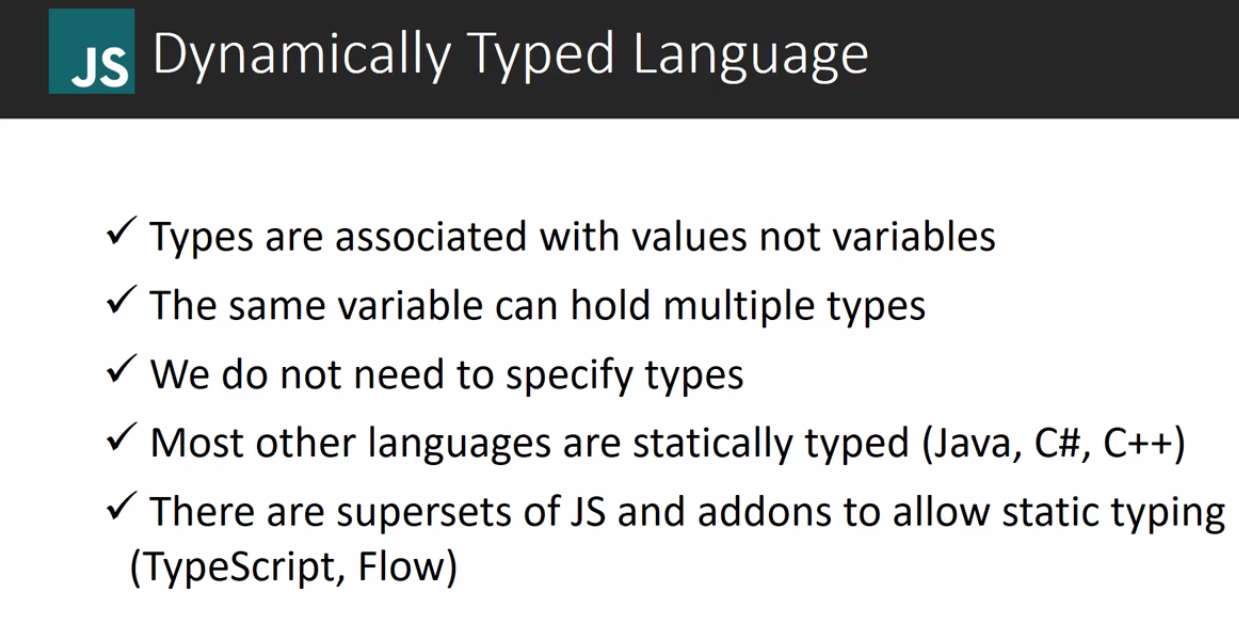 JS Dynamically Typed Language
✓ Types are associated with values not variables
✓ The same variable can hold multiple types
✓ We do not need to specify types
✓ Most other languages are statically typed (Java, C#, C++)
✓ There are supersets of JS and addons to allow static typing
(TypeScript, Flow)